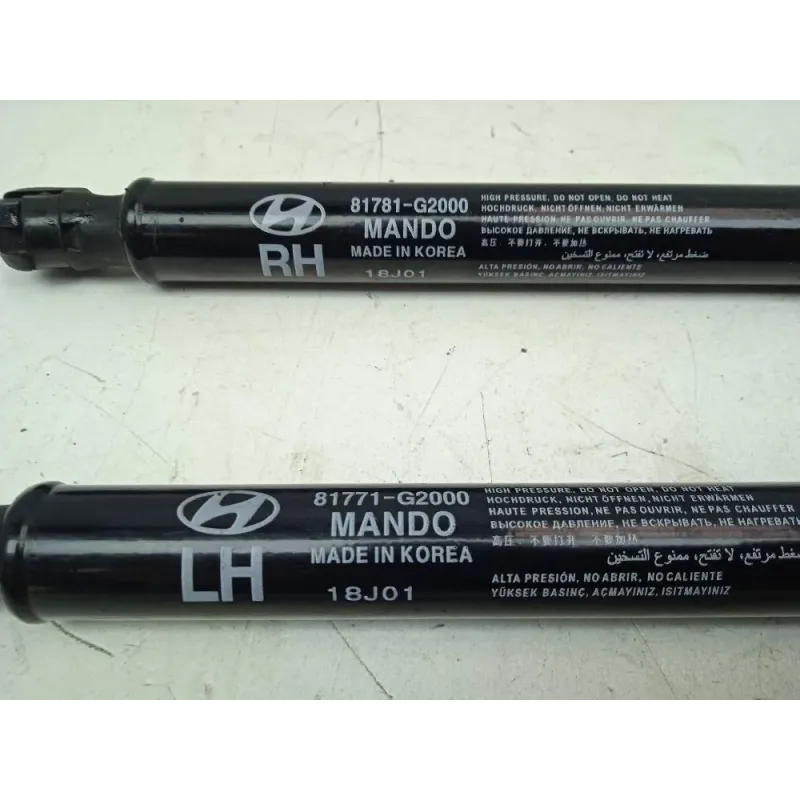 81781-G2000
MANDO
MADE IN KOREA
18J01
RH
HIGH PRESSURE, DO NOT OPEN, DO NOT HEAT
HOCHDRUCK, NICHT ÖFFNEN, NICHT ERWÄRMEN
HAUTE PRESSION, NE PAS OUVRIR, NE PAS CHAUFFER
ВЫСОКОЕ ДАВЛЕНИЕ, НЕ ВСКРЫВАТЬ, НЕ НАГРЕВАТЬ
高压、不要打开、不要加热
ضغط مرتفع، لا تفتح، ممنوع التسخين
ALTA PRESIÓN, NO ABRIR, NO CALIENTE
YÜKSEK BASINÇ, AÇMAYINIZ, ISITMAYINIZ
81771-G2000
MANDO
MADE IN KOREA
18J01
LH
HIGH PRESSURE, DO NOT OPEN, DO NOT HEAT
HOCHDRUCK, NICHT ÖFFNEN, NICHT ERWÄRMEN
HAUTE PRESSION, NE PAS OUVRIR, NE PAS CHAUFFER
ВЫСОКОЕ ДАВЛЕНИЕ, НЕ ВСКРЫВАТЬ, НЕ НАГРЕВАТЬ
高压、不要打开、不要加热
ضغط مرتفع، لا تفتح، ممنوع التسخين
ALTA PRESIÓN, NO ABRIR, NO CALIENTE
YÜKSEK BASINÇ, AÇMAYINIZ, ISITMAYINIZ